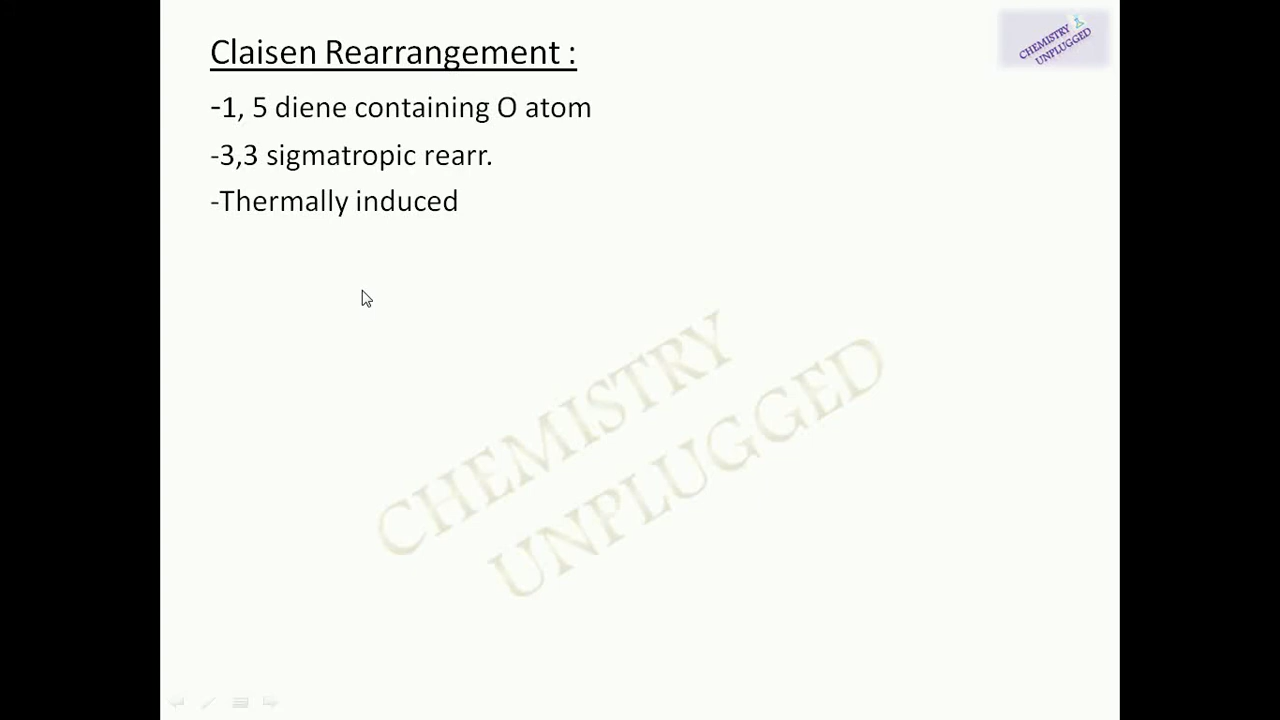 Claisen Rearrangement :
CHEMISTRY
UNPLUGGED
-1, 5 diene containing O atom
-3,3 sigmatropic rearr.
-Thermally induced
CHEMISTRY
UNPLUGGED